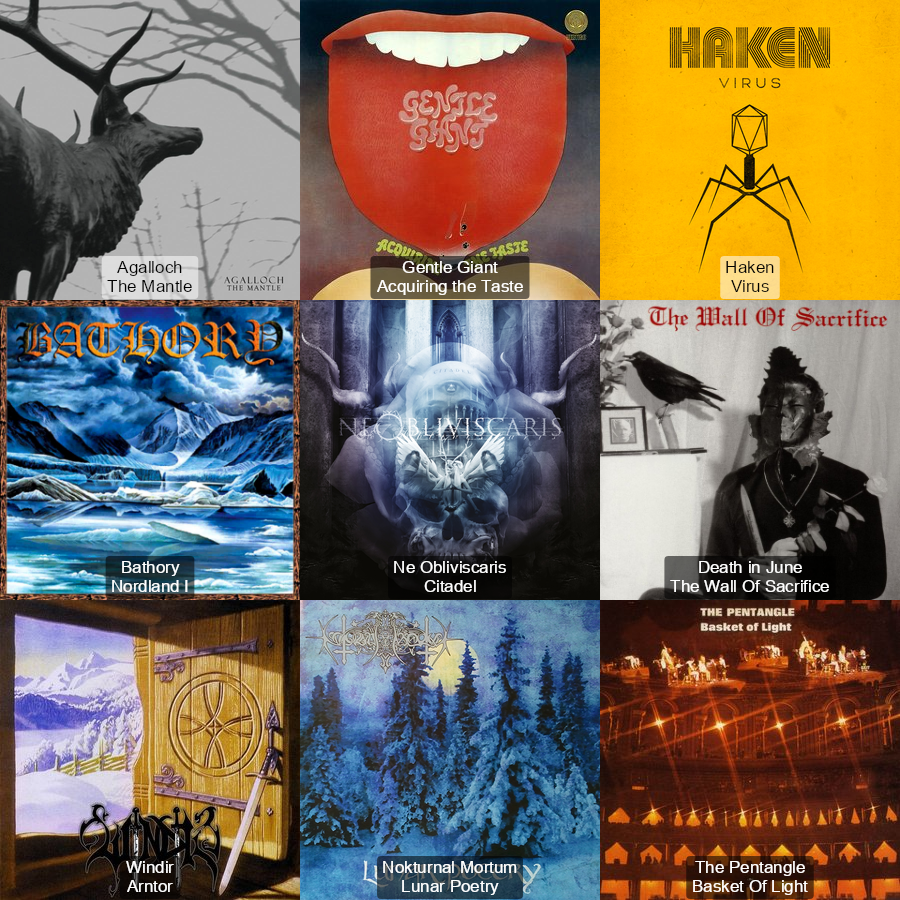 AGALLOCH
THE MANTLE
Agalloch
The Mantle
GENTLE
GIANT
Gentle Giant
Acquiring the Taste
HAKEN
VIRUS
Haken
Virus
BATHORY
Bathory
Nordland I
NE OBLIVISCARIS
Ne Obliviscaris
Citadel
The Wall Of Sacrifice
Death in June
The Wall Of Sacrifice
WINDIR
Windir
Arntor
Nokturnal Mortum
Lunar Poetry
THE PENTANGLE
Basket of Light
The Pentangle
Basket Of Light